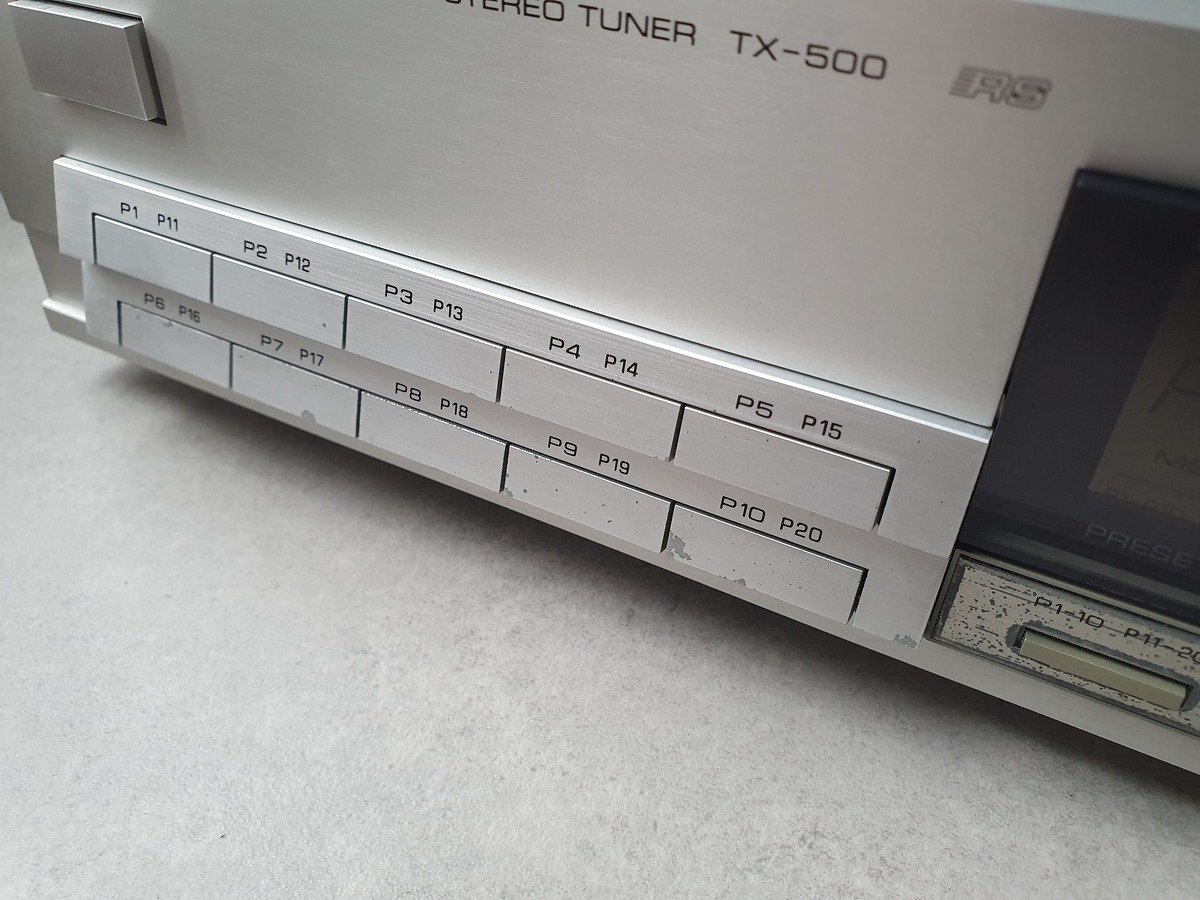 STEREO TUNER TX-500
RS
P1 P11
P2 P12
P3 P13
P4 P14
P5 P15
P6 P16
P7 P17
P8 P18
P9 P19
P10 P20
P1-10 P11-20